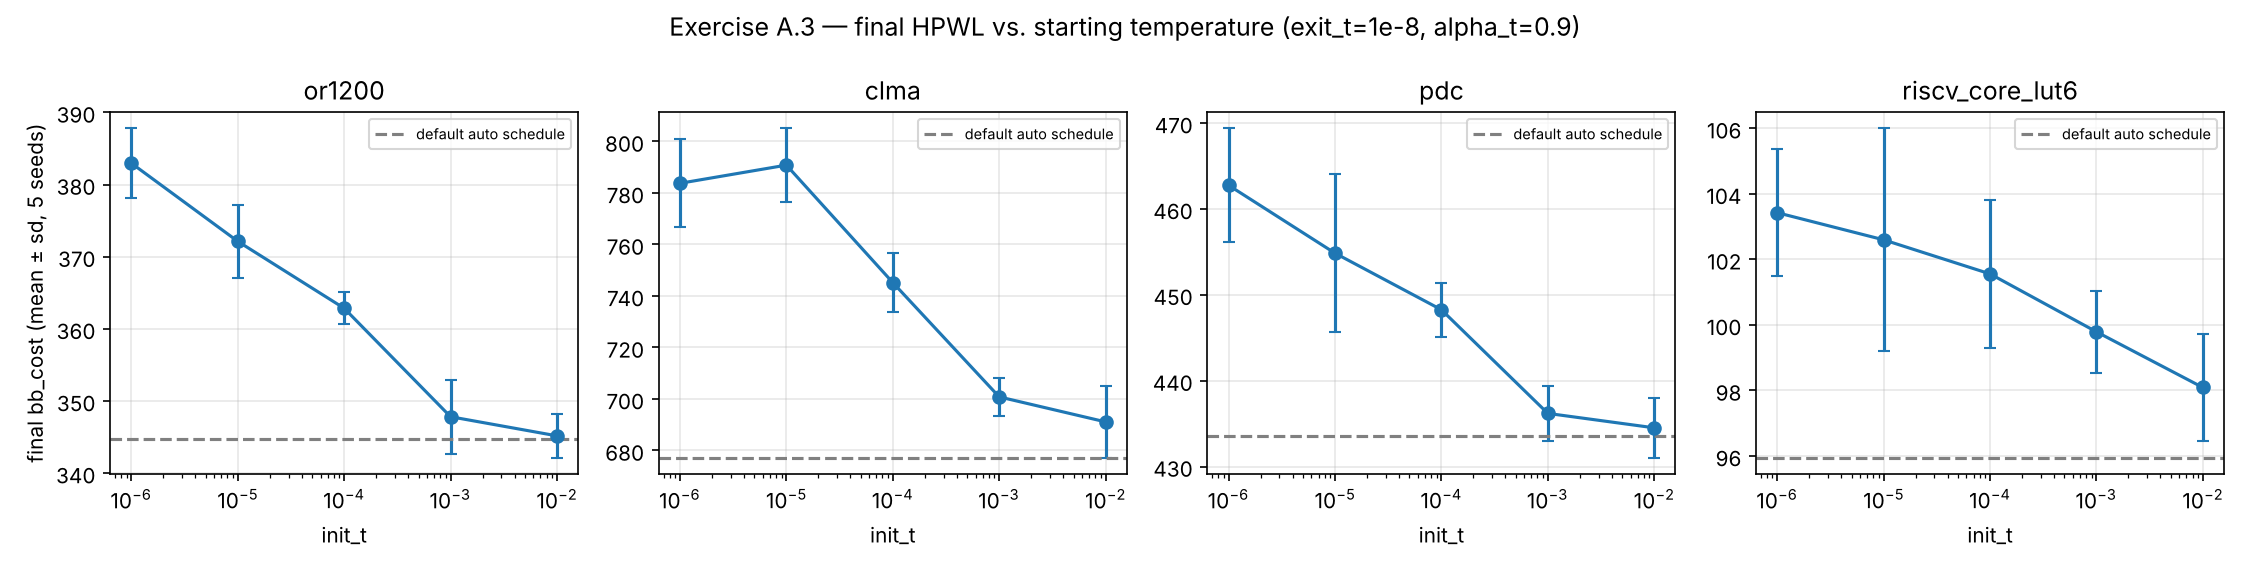 Exercise A.3 — final HPWL vs. starting temperature (exit_t=1e-8, alpha_t=0.9)
or1200
final bb_cost (mean ± sd, 5 seeds)
390
380
370
360
350
340
default auto schedule
10⁻⁶ 10⁻⁵ 10⁻⁴ 10⁻³ 10⁻²
init_t
clma
800
780
760
740
720
700
680
default auto schedule
10⁻⁶ 10⁻⁵ 10⁻⁴ 10⁻³ 10⁻²
init_t
pdc
470
460
450
440
430
default auto schedule
10⁻⁶ 10⁻⁵ 10⁻⁴ 10⁻³ 10⁻²
init_t
riscv_core_lut6
106
104
102
100
98
96
default auto schedule
10⁻⁶ 10⁻⁵ 10⁻⁴ 10⁻³ 10⁻²
init_t